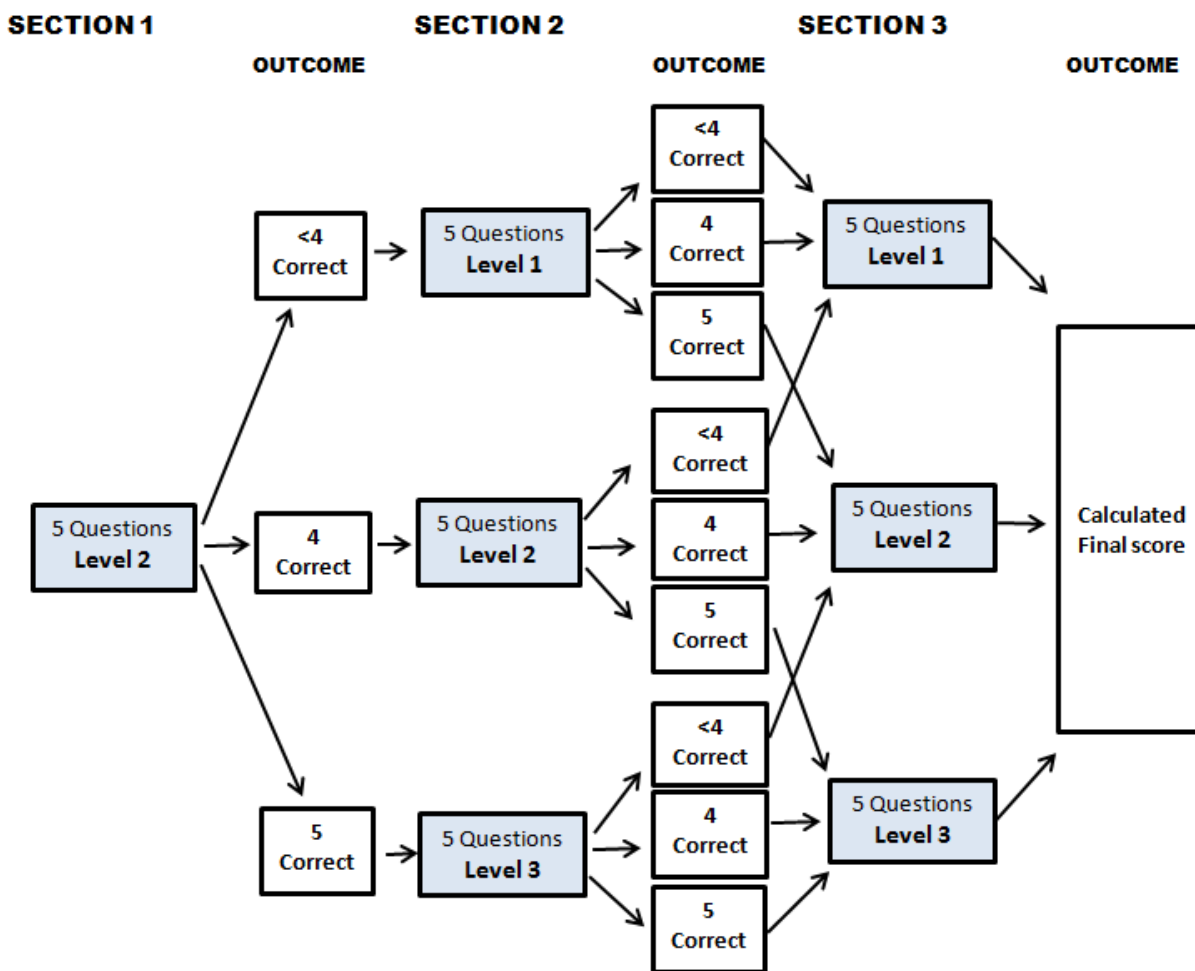 SECTION 1
SECTION 2
SECTION 3
OUTCOME
OUTCOME
OUTCOME
<4
Correct
<4
Correct
5 Questions
Level 1
4
Correct
5 Questions
Level 1
5
Correct
<4
Correct
5 Questions
Level 2
4
Correct
5 Questions
Level 2
4
Correct
5 Questions
Level 2
Calculated
Final score
5
Correct
<4
Correct
5
Correct
5 Questions
Level 3
4
Correct
5 Questions
Level 3
5
Correct